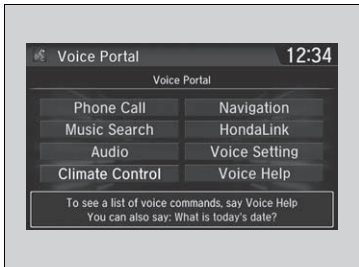 Voice Portal 12:34
Voice Portal
Phone Call Navigation
Music Search HondaLink
Audio Voice Setting
Climate Control Voice Help
To see a list of voice commands, say Voice Help
You can also say: What is today's date?